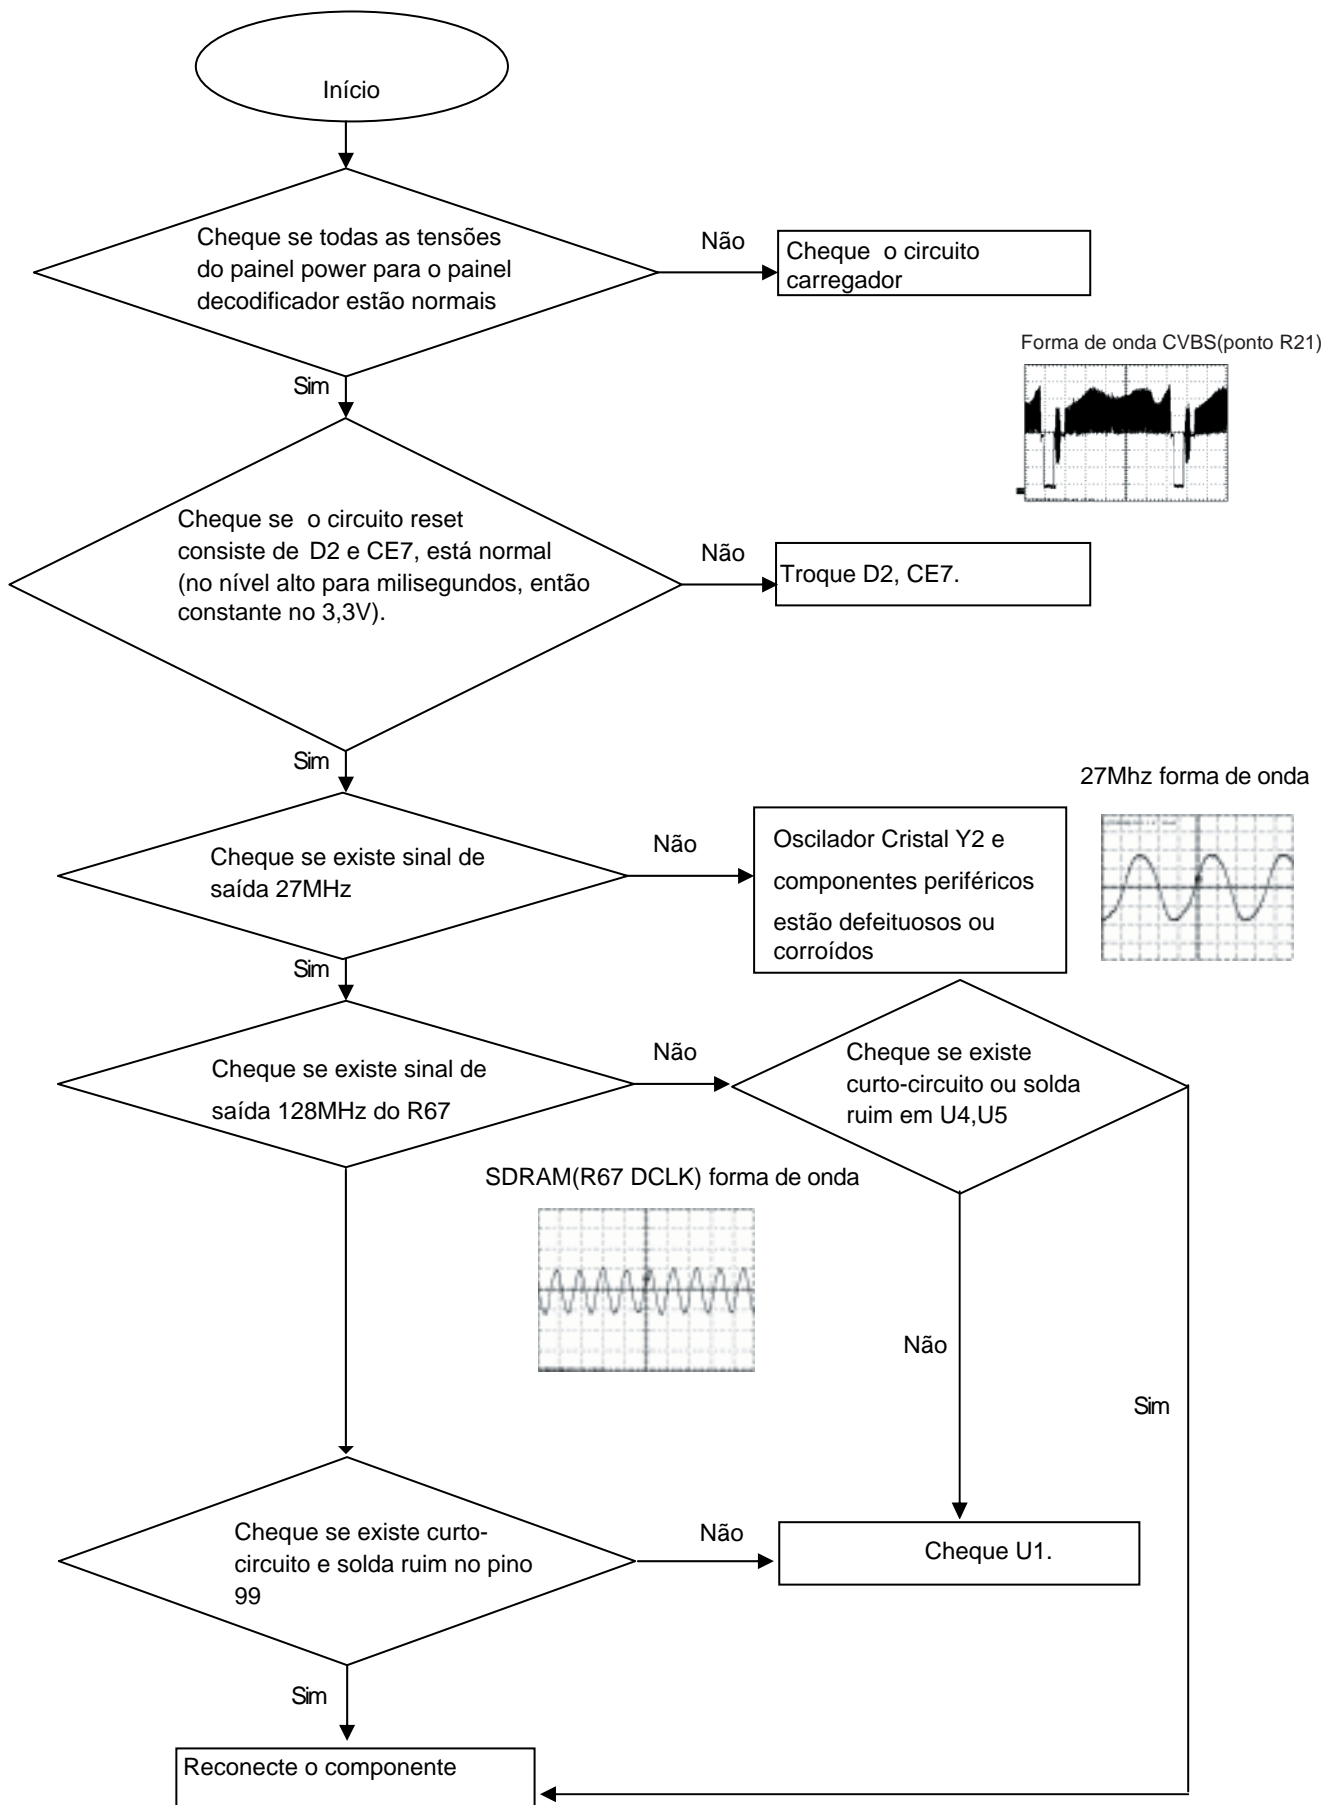 Início
Cheque se todas as tensões
do painel power para o painel
decodificador estão normais
Não
Cheque o circuito
carregador
Forma de onda CVBS(ponto R21)
Sim
Cheque se o circuito reset
consiste de D2 e CE7, está normal
(no nível alto para milisegundos, então
constante no 3,3V).
Não
Troque D2, CE7.
Sim
27Mhz forma de onda
Cheque se existe sinal de
saída 27MHz
Não
Oscilador Cristal Y2 e
componentes periféricos
estão defeituosos ou
corroídos
Sim
Cheque se existe sinal de
saída 128MHz do R67
Não
Cheque se existe
curto-circuito ou solda
ruim em U4,U5
SDRAM(R67 DCLK) forma de onda
Não
Sim
Cheque se existe curto-
circuito e solda ruim no pino
99
Não
Cheque U1.
Sim
Reconecte o componente